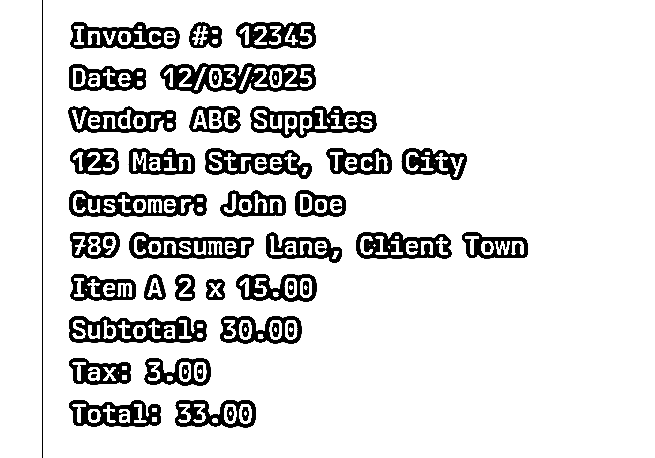 Invoice #: 12345
Date: 12/03/2025
Vendor: ABC Supplies
123 Main Street, Tech City
Customer: John Doe
789 Consumer Lane, Client Town
Item A 2 x 15.00
Subtotal: 30.00
Tax: 3.00
Total: 33.00